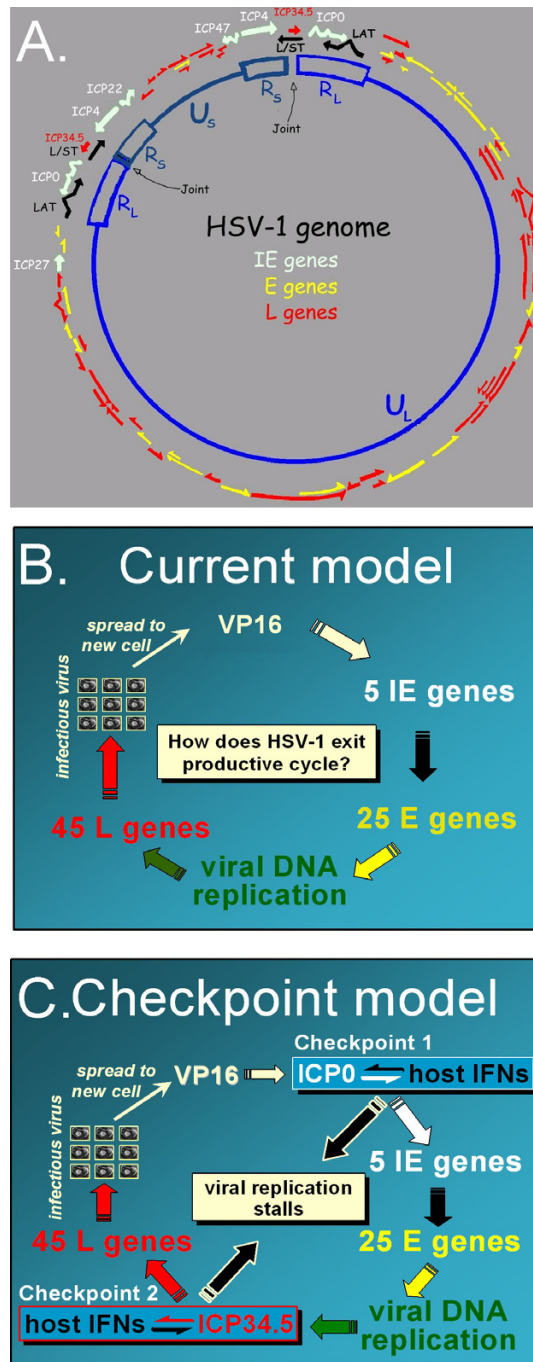 A.
ICP47
ICP4
ICP34.5
ICP0
L/ST
LAT
ICP22
ICP4
ICP34.5
L/ST
ICP0
LAT
ICP27
US
RS
RL
Joint
RS
Joint
RL
HSV-1 genome
IE genes
E genes
L genes
UL
B. Current model
spread to
new cell
VP16
infectious virus
5 IE genes
How does HSV-1 exit
productive cycle?
45 L genes
25 E genes
viral DNA
replication
C.Checkpoint model
Checkpoint 1
spread to
new cell
VP16
ICP0
host IFNs
infectious virus
5 IE genes
viral replication
stalls
45 L genes
25 E genes
Checkpoint 2
host IFNs
ICP34.5
viral DNA
replication